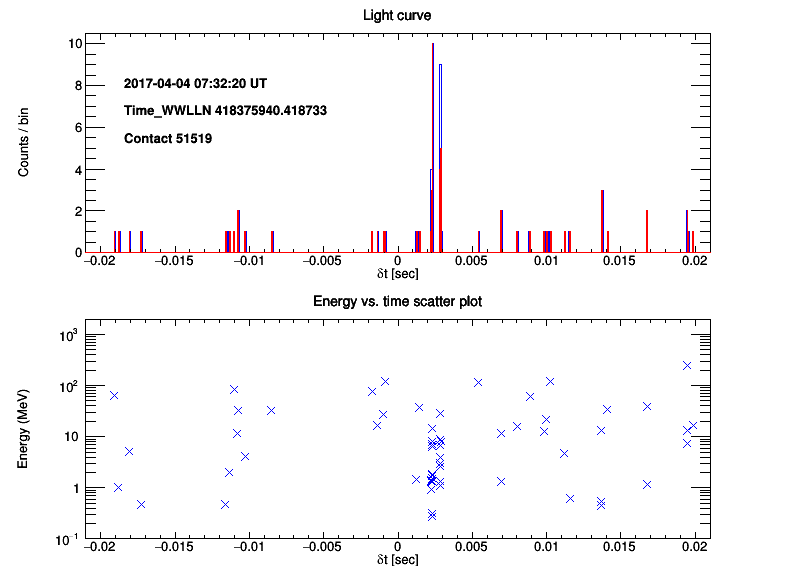 Light curve
Counts / bin
10
8
6
4
2
0
2017-04-04 07:32:20 UT
Time_WWLLN 418375940.418733
Contact 51519
−0.02 −0.015 −0.01 −0.005 0 0.005 0.01 0.015 0.02
δt [sec]
Energy vs. time scatter plot
Energy (MeV)
10³
10²
10
1
10⁻¹
−0.02 −0.015 −0.01 −0.005 0 0.005 0.01 0.015 0.02
δt [sec]